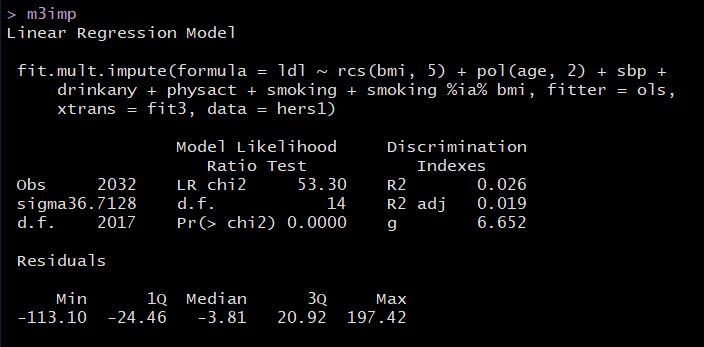 > m3imp
Linear Regression Model

 fit.mult.impute(formula = ldl ~ rcs(bmi, 5) + pol(age, 2) + sbp +
     drinkany + physact + smoking + smoking %ia% bmi, fitter = ols,
     xtrans = fit3, data = hers1)

                 Model Likelihood     Discrimination
                    Ratio Test           Indexes
 Obs     2032    LR chi2     53.30    R2       0.026
 sigma36.7128    d.f.           14    R2 adj   0.019
 d.f.    2017    Pr(> chi2) 0.0000    g        6.652

 Residuals

     Min      1Q  Median      3Q     Max
 -113.10  -24.46   -3.81   20.92  197.42